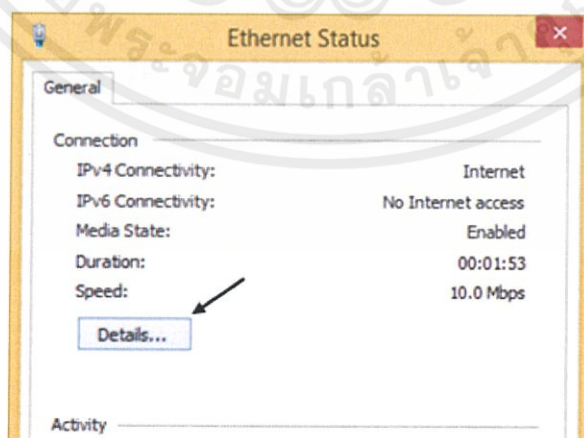 Ethernet Status
General
Connection
IPv4 Connectivity: Internet
IPv6 Connectivity: No Internet access
Media State: Enabled
Duration: 00:01:53
Speed: 10.0 Mbps
Details...
Activity